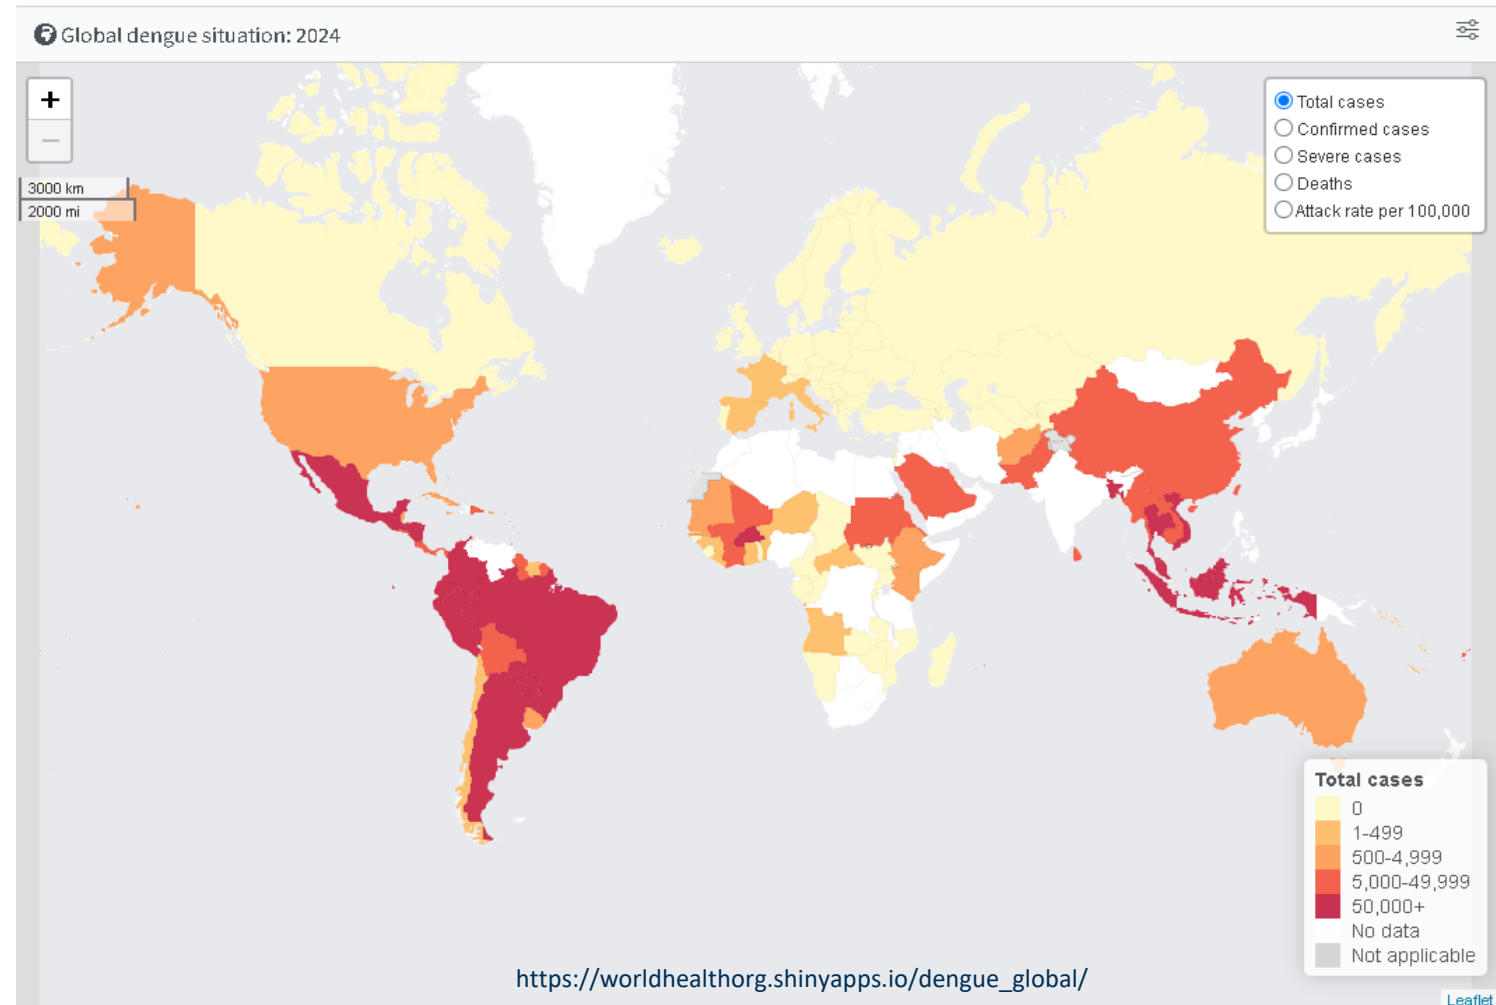 Global dengue situation: 2024
+
−
3000 km
2000 mi
Total cases
Confirmed cases
Severe cases
Deaths
Attack rate per 100,000
Total cases
0
1-499
500-4,999
5,000-49,999
50,000+
No data
Not applicable
https://worldhealthorg.shinyapps.io/dengue_global/
Leaflet